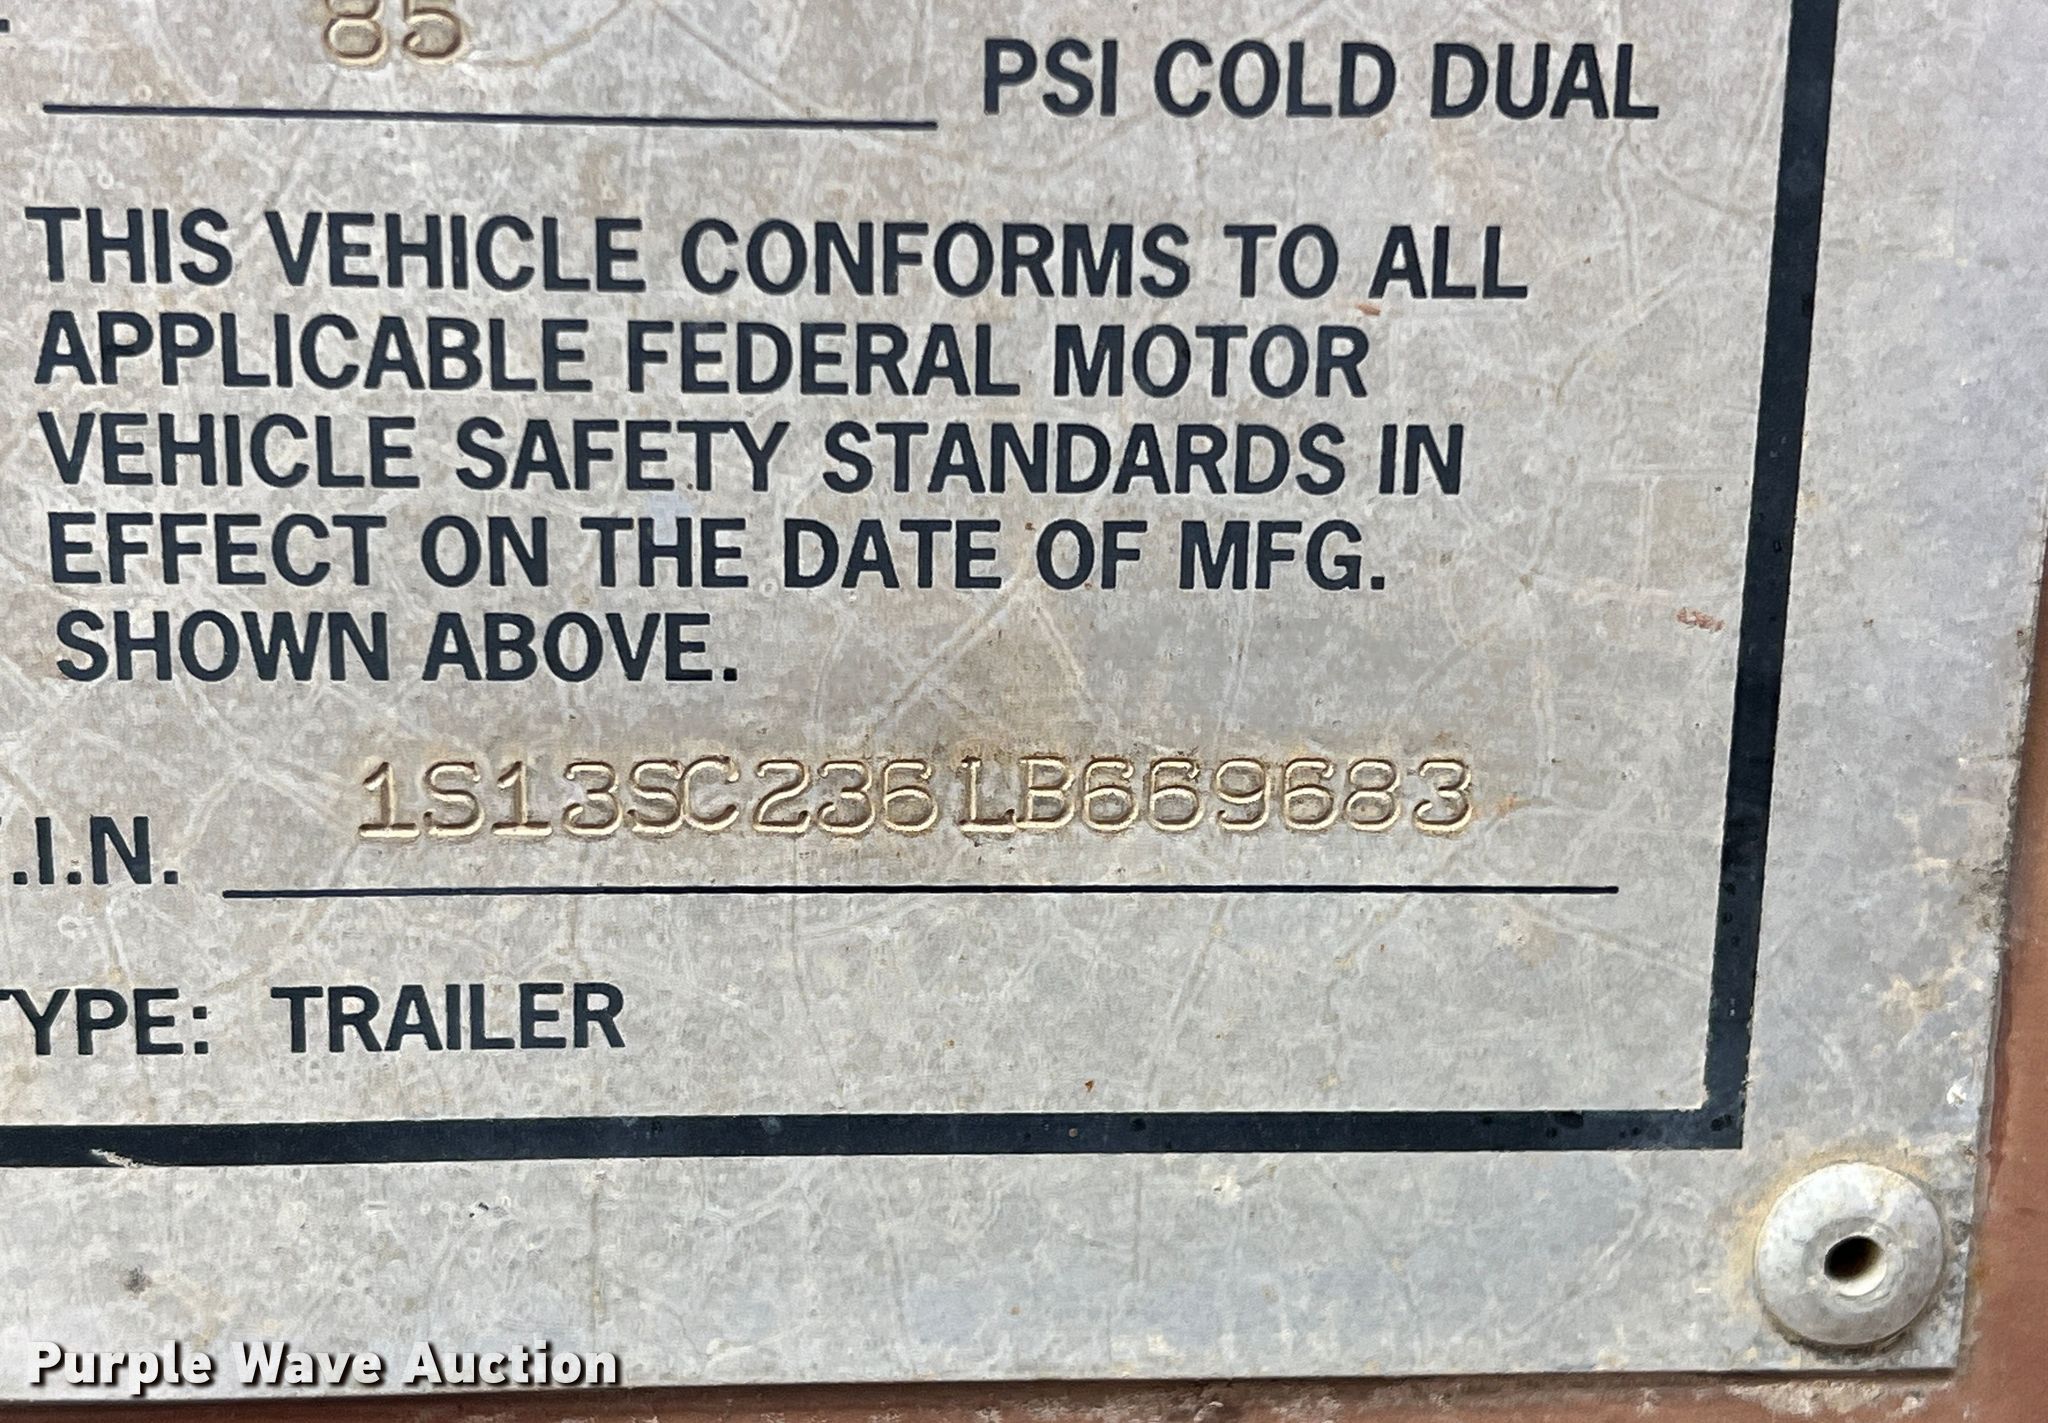 85 PSI COLD DUAL
THIS VEHICLE CONFORMS TO ALL
APPLICABLE FEDERAL MOTOR
VEHICLE SAFETY STANDARDS IN
EFFECT ON THE DATE OF MFG.
SHOWN ABOVE.
.I.N. 1S13SC236LB669683
YPE: TRAILER
Purple Wave Auction